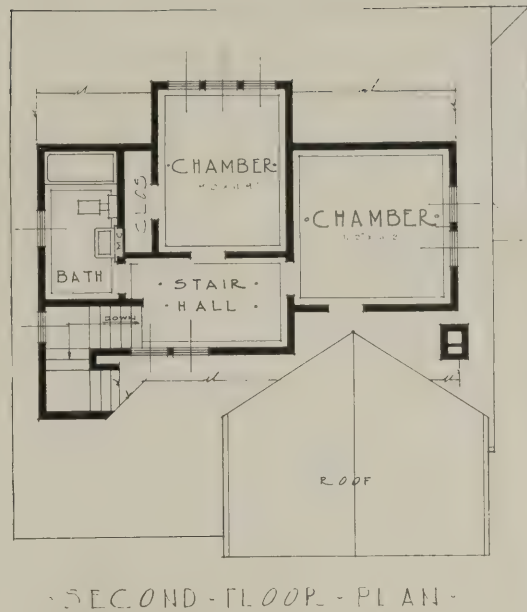 ·CHAMBER·
CLOS
·CHAMBER·
BATH
M.C.
·STAIR·
·HALL·
DOWN
ROOF
·SECOND-FLOOR-PLAN·